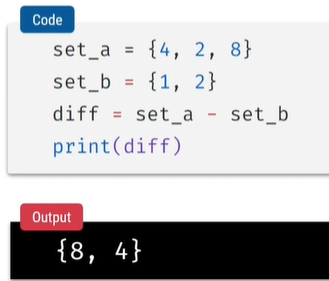 Code
set_a = {4, 2, 8}
set_b = {1, 2}
diff = set_a - set_b
print(diff)
Output
{8, 4}